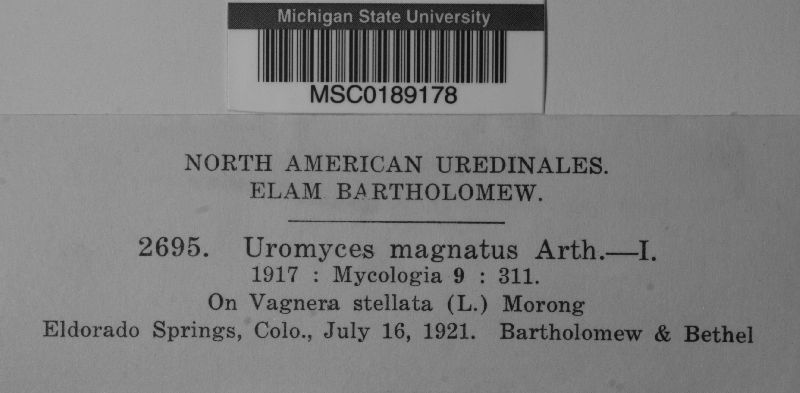 Michigan State University
MSC0189178
NORTH AMERICAN UREDINALES.
ELAM BARTHOLOMEW.
2695. Uromyces magnatus Arth.—I.
1917 : Mycologia 9 : 311.
On Vagnera stellata (L.) Morong
Eldorado Springs, Colo., July 16, 1921. Bartholomew & Bethel